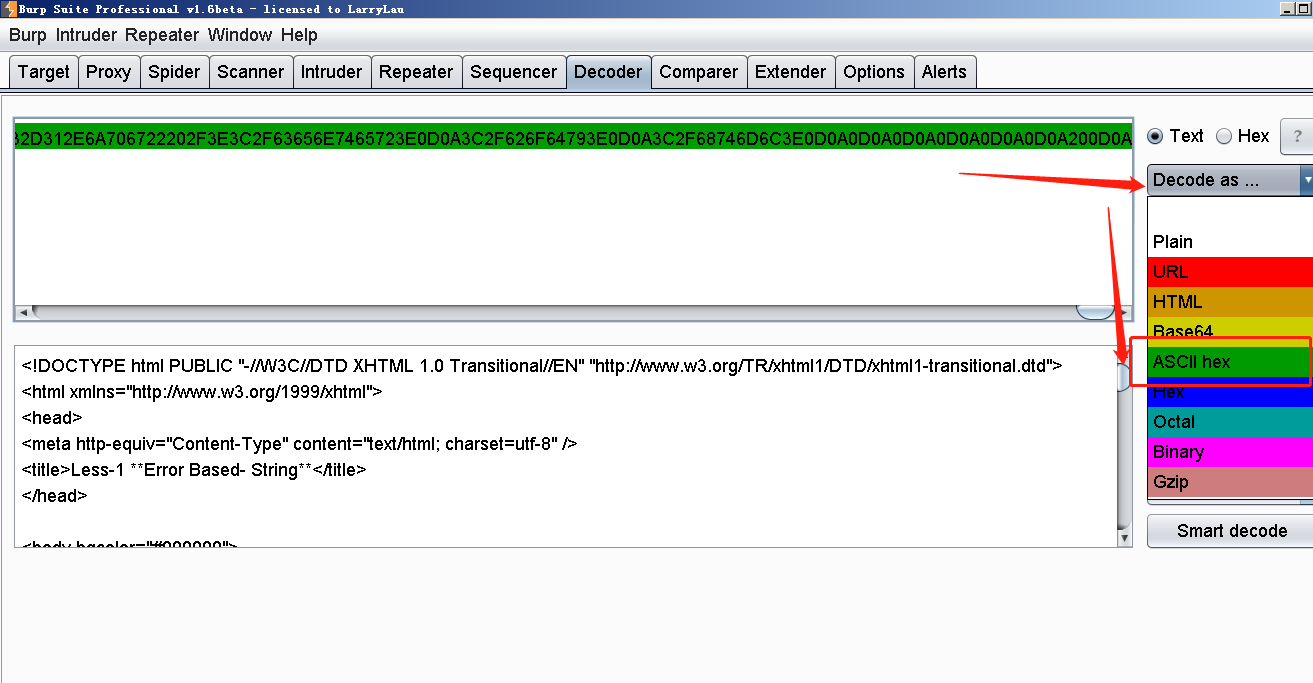 Burp Suite Professional v1.6beta - licensed to LarryLau
Burp Intruder Repeater Window Help
Target Proxy Spider Scanner Intruder Repeater Sequencer Decoder Comparer Extender Options Alerts
32D312E6A706722202F3E3C2F63656E7465723E0D0A3C2F626F64793E0D0A3C2F68746D6C3E0D0A0D0A0D0A0D0A0D0A0D0A200D0A
Text Hex ?
Decode as ...
Plain
URL
HTML
Base64
ASCII hex
Hex
Octal
Binary
Gzip
Smart decode
<!DOCTYPE html PUBLIC "-//W3C//DTD XHTML 1.0 Transitional//EN" "http://www.w3.org/TR/xhtml1/DTD/xhtml1-transitional.dtd">
<html xmlns="http://www.w3.org/1999/xhtml">
<head>
<meta http-equiv="Content-Type" content="text/html; charset=utf-8" />
<title>Less-1 **Error Based- String**</title>
</head>
<body bgcolor="#000000">